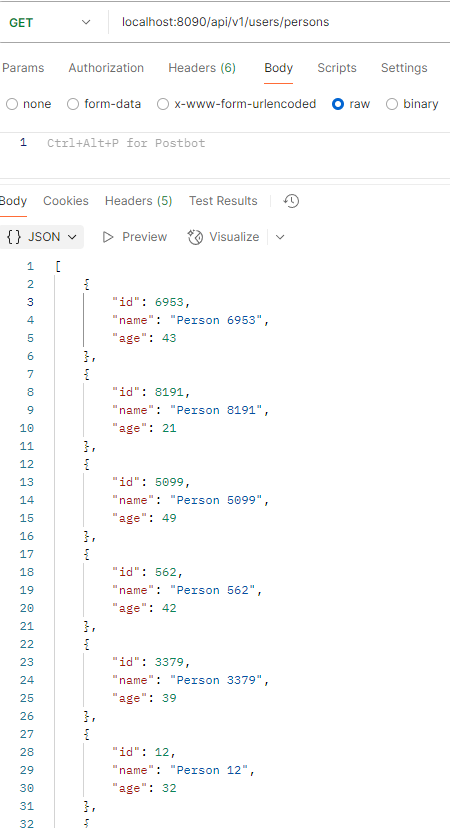 GET localhost:8090/api/v1/users/persons
Params Authorization Headers (6) Body Scripts Settings
none form-data x-www-form-urlencoded raw binary
1 Ctrl+Alt+P for Postbot
Body Cookies Headers (5) Test Results
{} JSON Preview Visualize
1 [
2 {
3 "id": 6953,
4 "name": "Person 6953",
5 "age": 43
6 },
7 {
8 "id": 8191,
9 "name": "Person 8191",
10 "age": 21
11 },
12 {
13 "id": 5099,
14 "name": "Person 5099",
15 "age": 49
16 },
17 {
18 "id": 562,
19 "name": "Person 562",
20 "age": 42
21 },
22 {
23 "id": 3379,
24 "name": "Person 3379",
25 "age": 39
26 },
27 {
28 "id": 12,
29 "name": "Person 12",
30 "age": 32
31 },
32 {